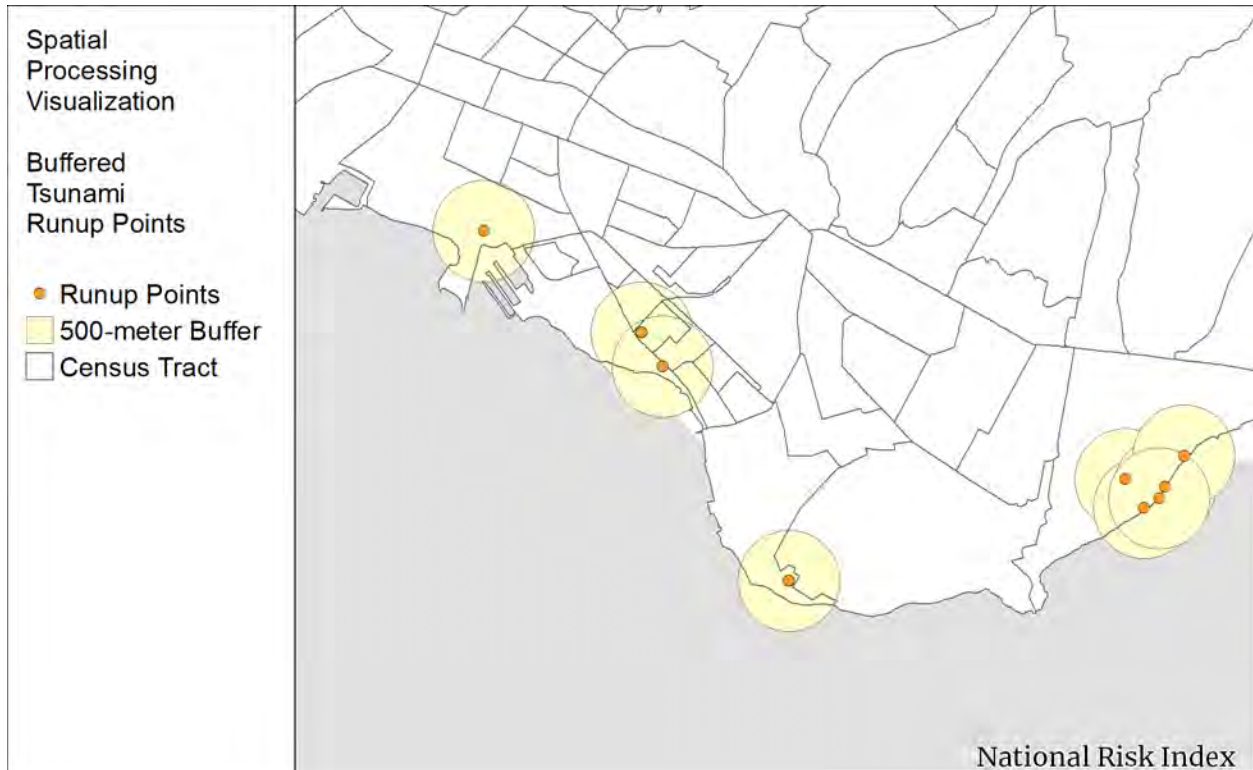 Spatial
Processing
Visualization
Buffered
Tsunami
Runup Points
Runup Points
500-meter Buffer
Census Tract
National Risk Index